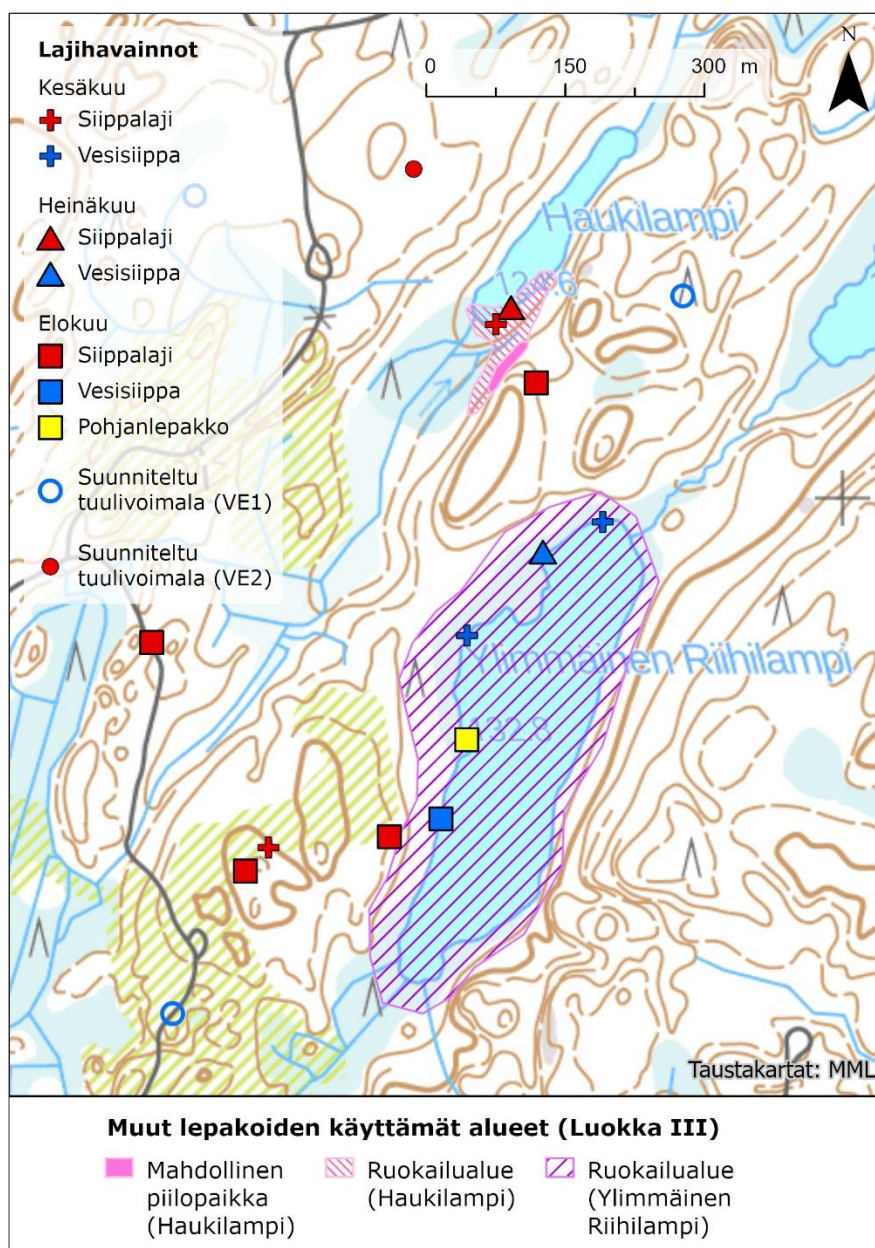 Lajihavainnot
Kesäkuu
Siippalaji
Vesisiippa
Heinäkuu
Siippalaji
Vesisiippa
Elokuu
Siippalaji
Vesisiippa
Pohjanlepakko
Suunniteltu
tuulivoimala (VE1)
Suunniteltu
tuulivoimala (VE2)
0 150 300 m
N
Haukilampi
Ylimmäinen Riihilampi
132.8
Taustakartat: MML
Muut lepakoiden käyttämät alueet (Luokka III)
Mahdollinen
piilopaikka
(Haukilampi)
Ruokailualue
(Haukilampi)
Ruokailualue
(Ylimmäinen
Riihilampi)